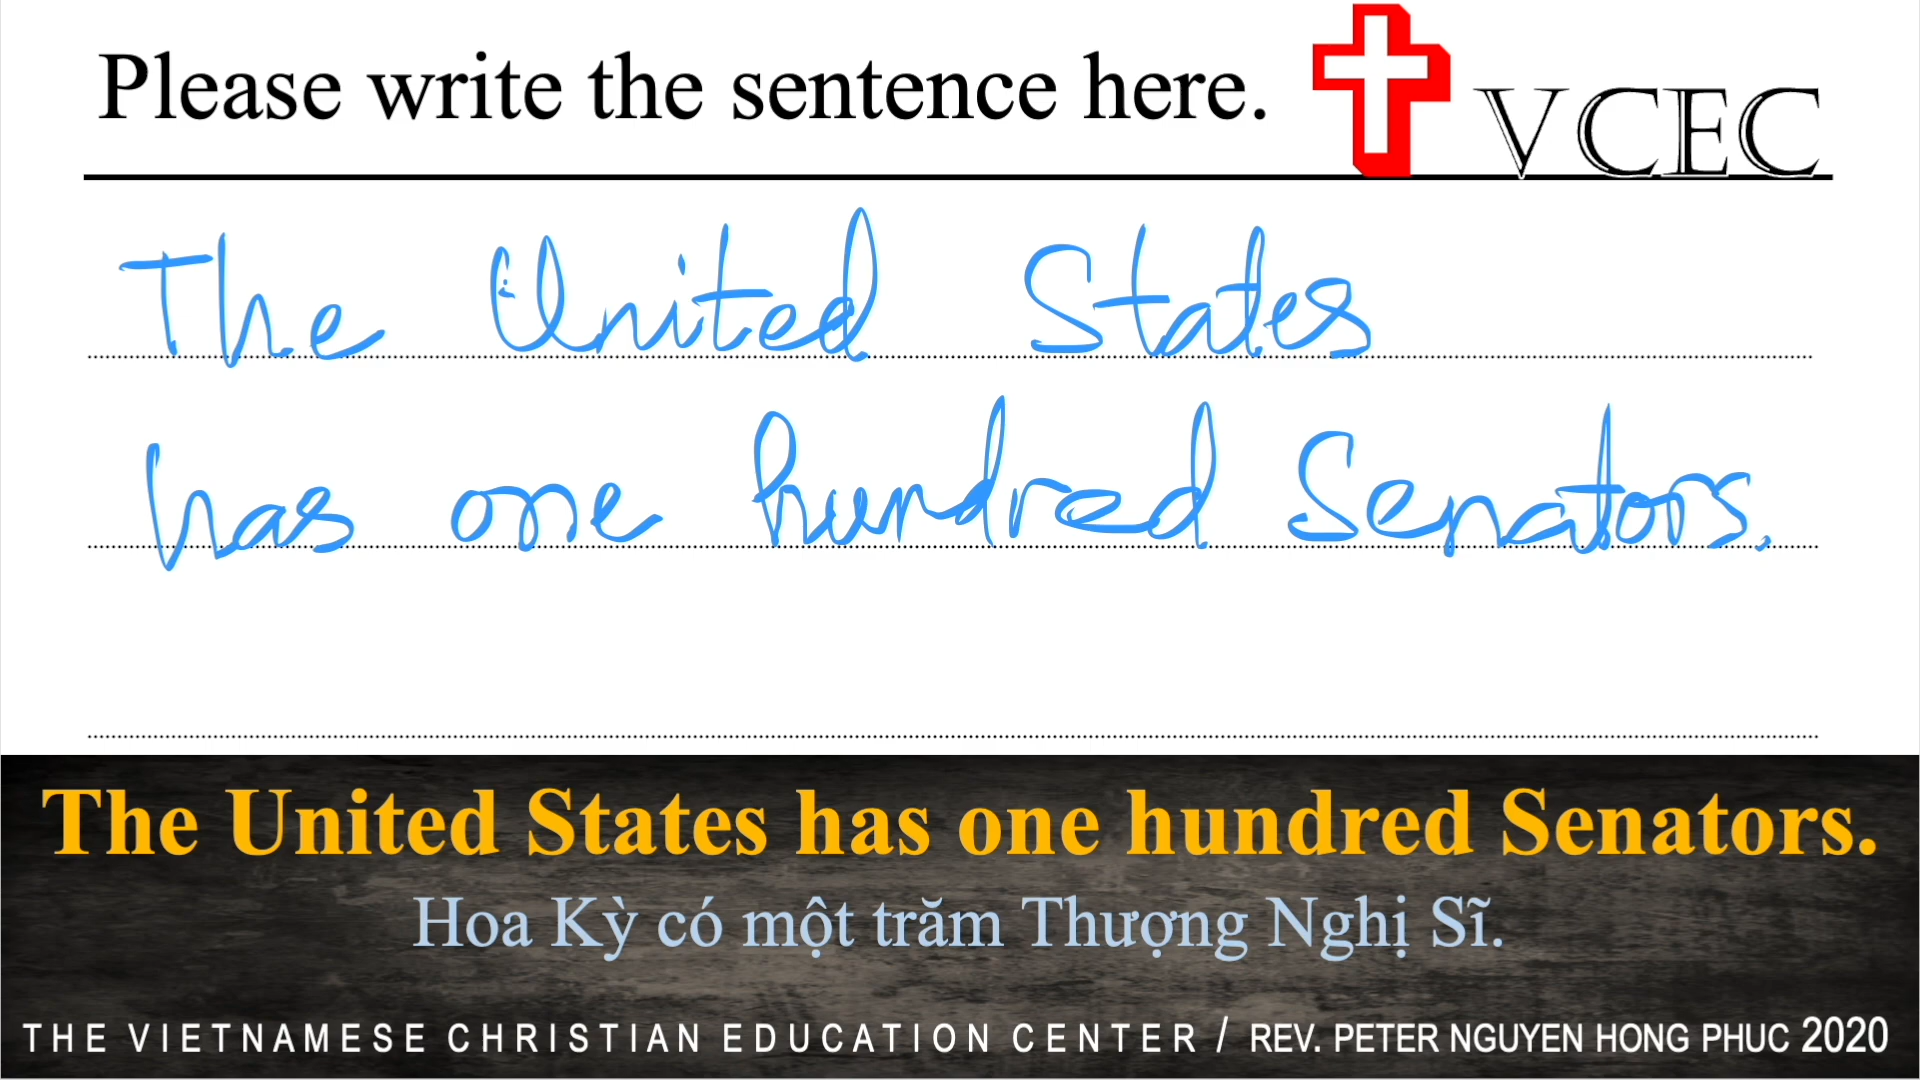 Please write the sentence here.
VCEC
The United States
has one hundred Senators.
The United States has one hundred Senators.
Hoa Kỳ có một trăm Thượng Nghị Sĩ.
THE VIETNAMESE CHRISTIAN EDUCATION CENTER / REV. PETER NGUYEN HONG PHUC 2020